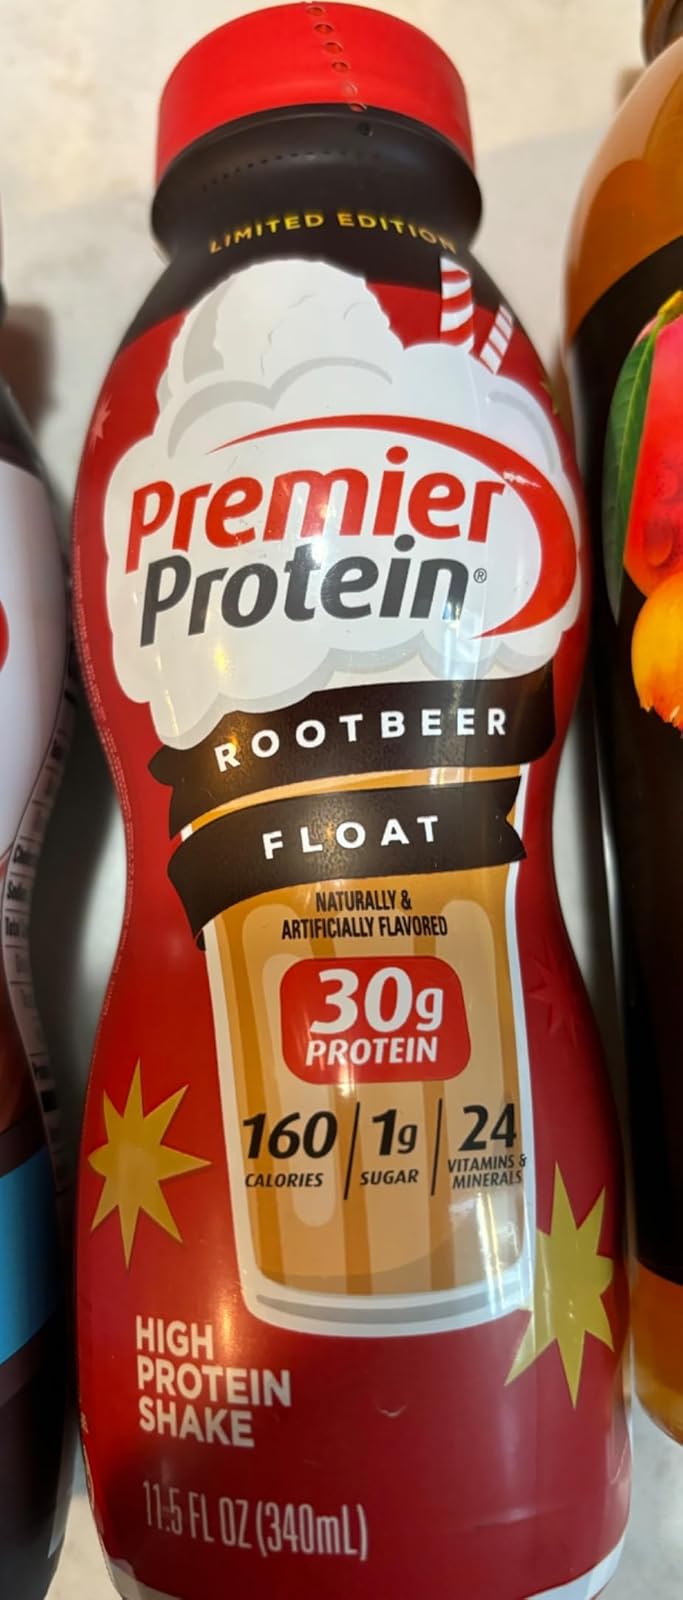 LIMITED EDITION
Premier
Protein®
ROOTBEER
FLOAT
NATURALLY &
ARTIFICIALLY FLAVORED
30g
PROTEIN
160 CALORIES
1g SUGAR
24 VITAMINS & MINERALS
HIGH
PROTEIN
SHAKE
11.5 FL OZ (340mL)